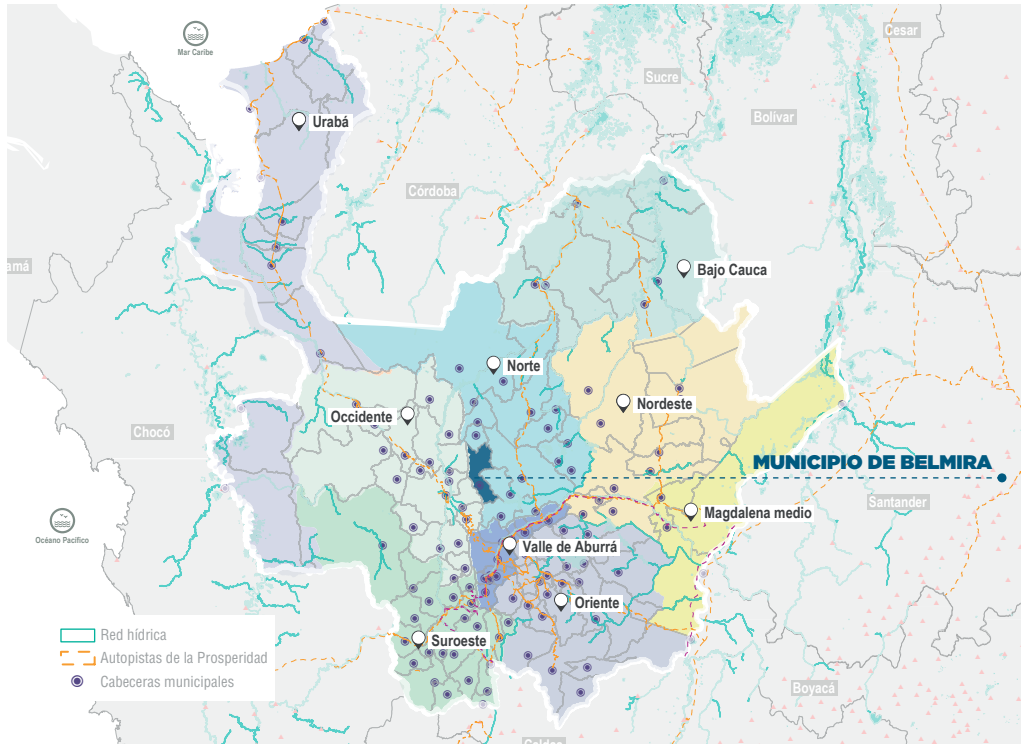 Mar Caribe
Cesar
Sucre
Bolívar
Urabá
Córdoba
amá
Bajo Cauca
Norte
Nordeste
Occidente
Chocó
MUNICIPIO DE BELMIRA
Santander
Magdalena medio
Océano Pacífico
Valle de Aburrá
Oriente
Suroeste
Red hídrica
Autopistas de la Prosperidad
Cabeceras municipales
Boyacá